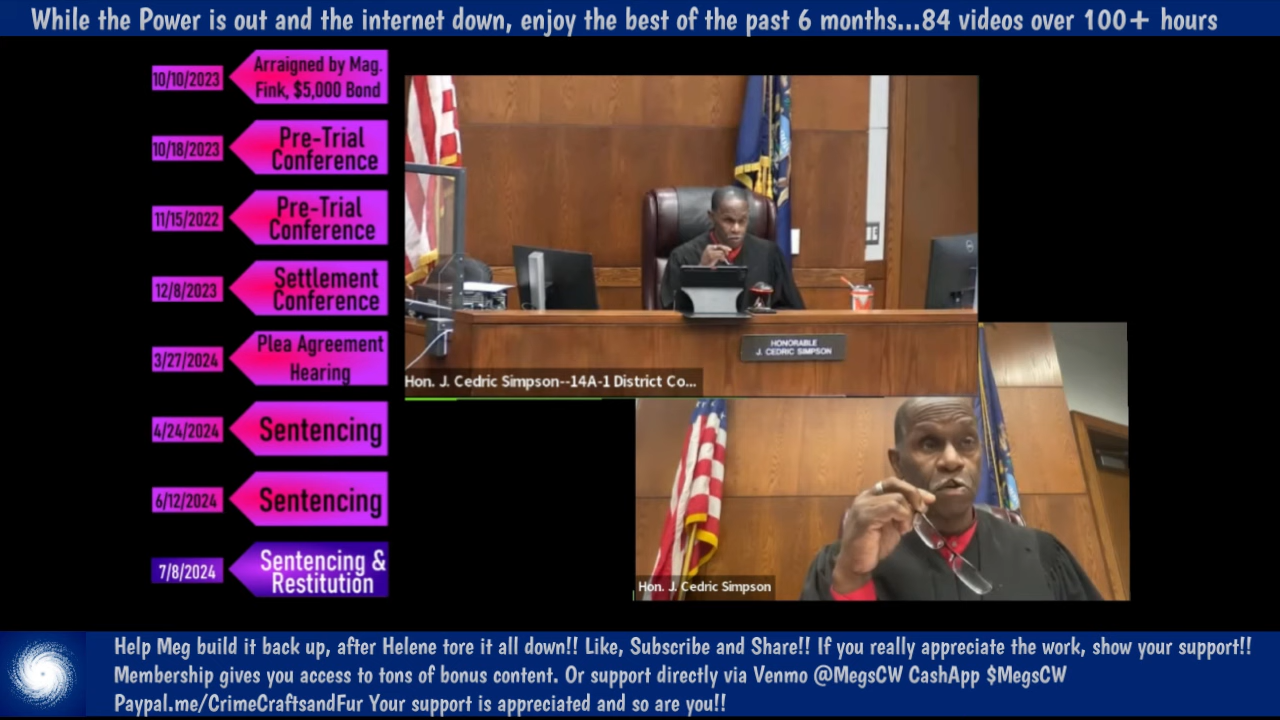 While the Power is out and the internet down, enjoy the best of the past 6 months...84 videos over 100+ hours
10/10/2023
Arraigned by Mag.
Fink, $5,000 Bond
10/18/2023
Pre-Trial
Conference
11/15/2022
Pre-Trial
Conference
12/8/2023
Settlement
Conference
3/27/2024
Plea Agreement
Hearing
4/24/2024
Sentencing
6/12/2024
Sentencing
7/8/2024
Sentencing &
Restitution
HONORABLE
J. CEDRIC SIMPSON
Hon. J. Cedric Simpson--14A-1 District Co...
Hon. J. Cedric Simpson
Help Meg build it back up, after Helene tore it all down!! Like, Subscribe and Share!! If you really appreciate the work, show your support!!
Membership gives you access to tons of bonus content. Or support directly via Venmo @MegsCW CashApp $MegsCW
Paypal.me/CrimeCraftsandFur Your support is appreciated and so are you!!